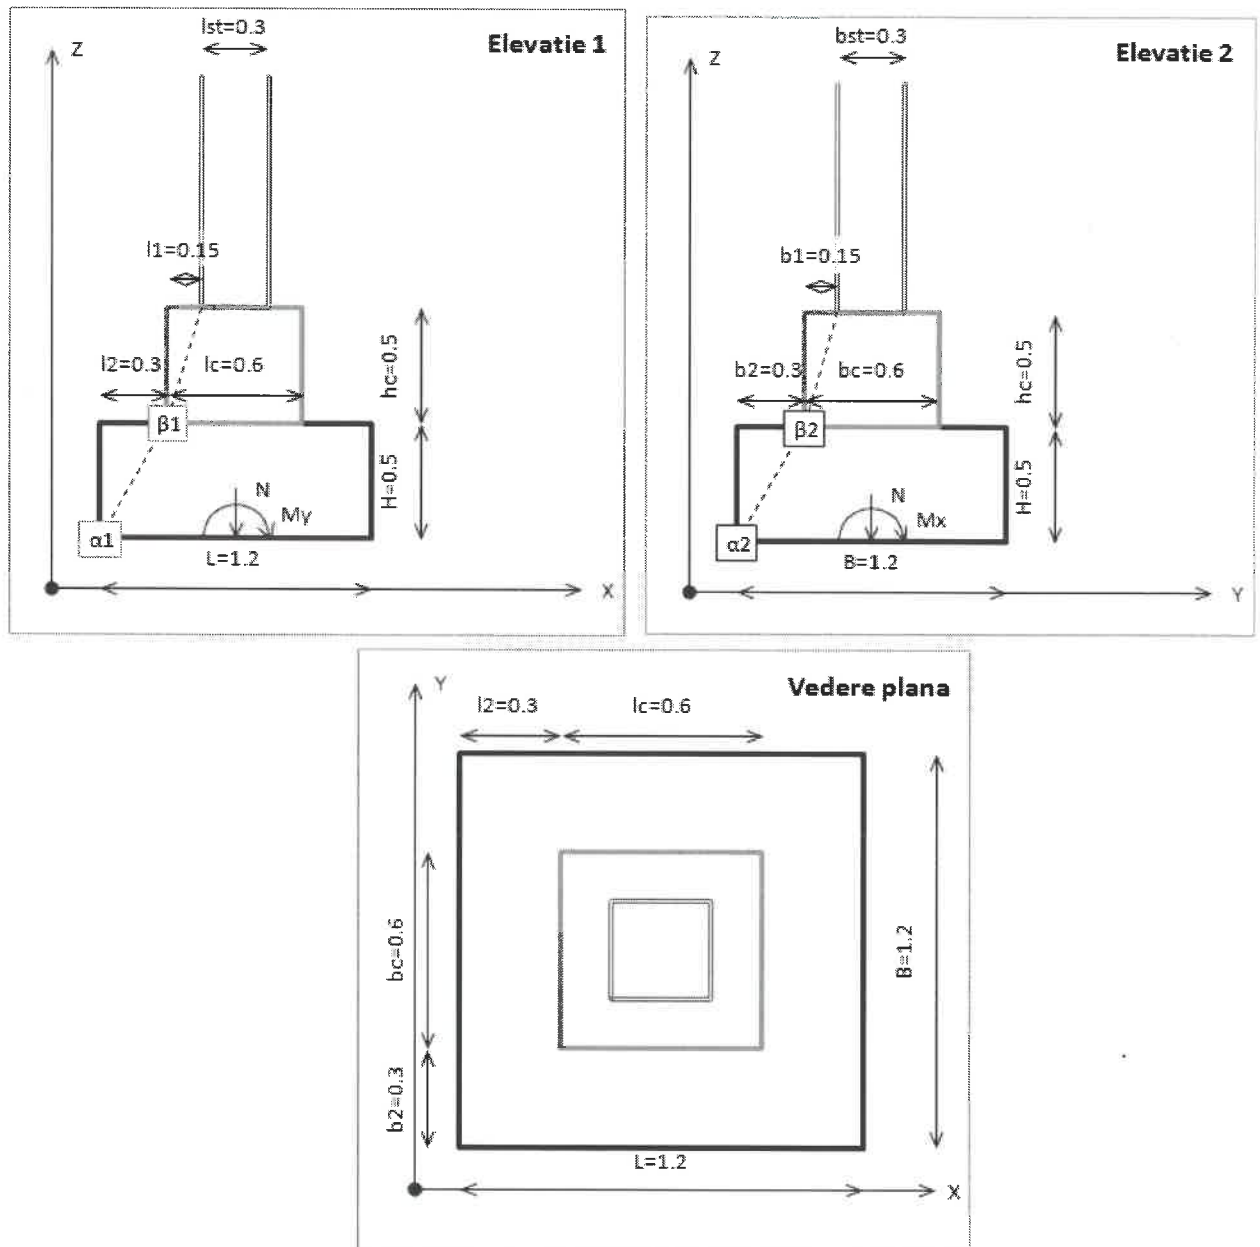 lst=0.3
Elevatie 1
Z
l1=0.15
l2=0.3
lc=0.6
hc=0.5
β1
H=0.5
N
My
α1
L=1.2
X
bst=0.3
Elevatie 2
Z
b1=0.15
b2=0.3
bc=0.6
hc=0.5
β2
H=0.5
N
Mx
α2
B=1.2
Y
Vedere plana
Y
l2=0.3
lc=0.6
bc=0.6
B=1.2
b2=0.3
L=1.2
X